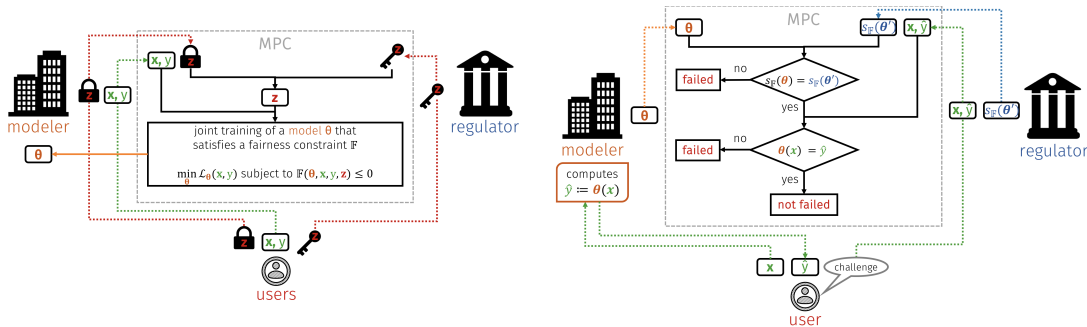 MPC
x, y
z
z
z
x, y
modeler
z
z
regulator
joint training of a model θ that
satisfies a fairness constraint 𝔽
min ℒθ(x, y) subject to 𝔽(θ, x, y, z) ≤ 0
θ
θ
z
x, y
z
users
MPC
θ
s𝔽(θ′)
x, ŷ
no
failed
s𝔽(θ) = s𝔽(θ′)
yes
θ
modeler
x, ŷ
s𝔽(θ′)
regulator
no
failed
θ(x) = ŷ
yes
computes
ŷ ≔ θ(x)
not failed
x
ŷ
challenge
user